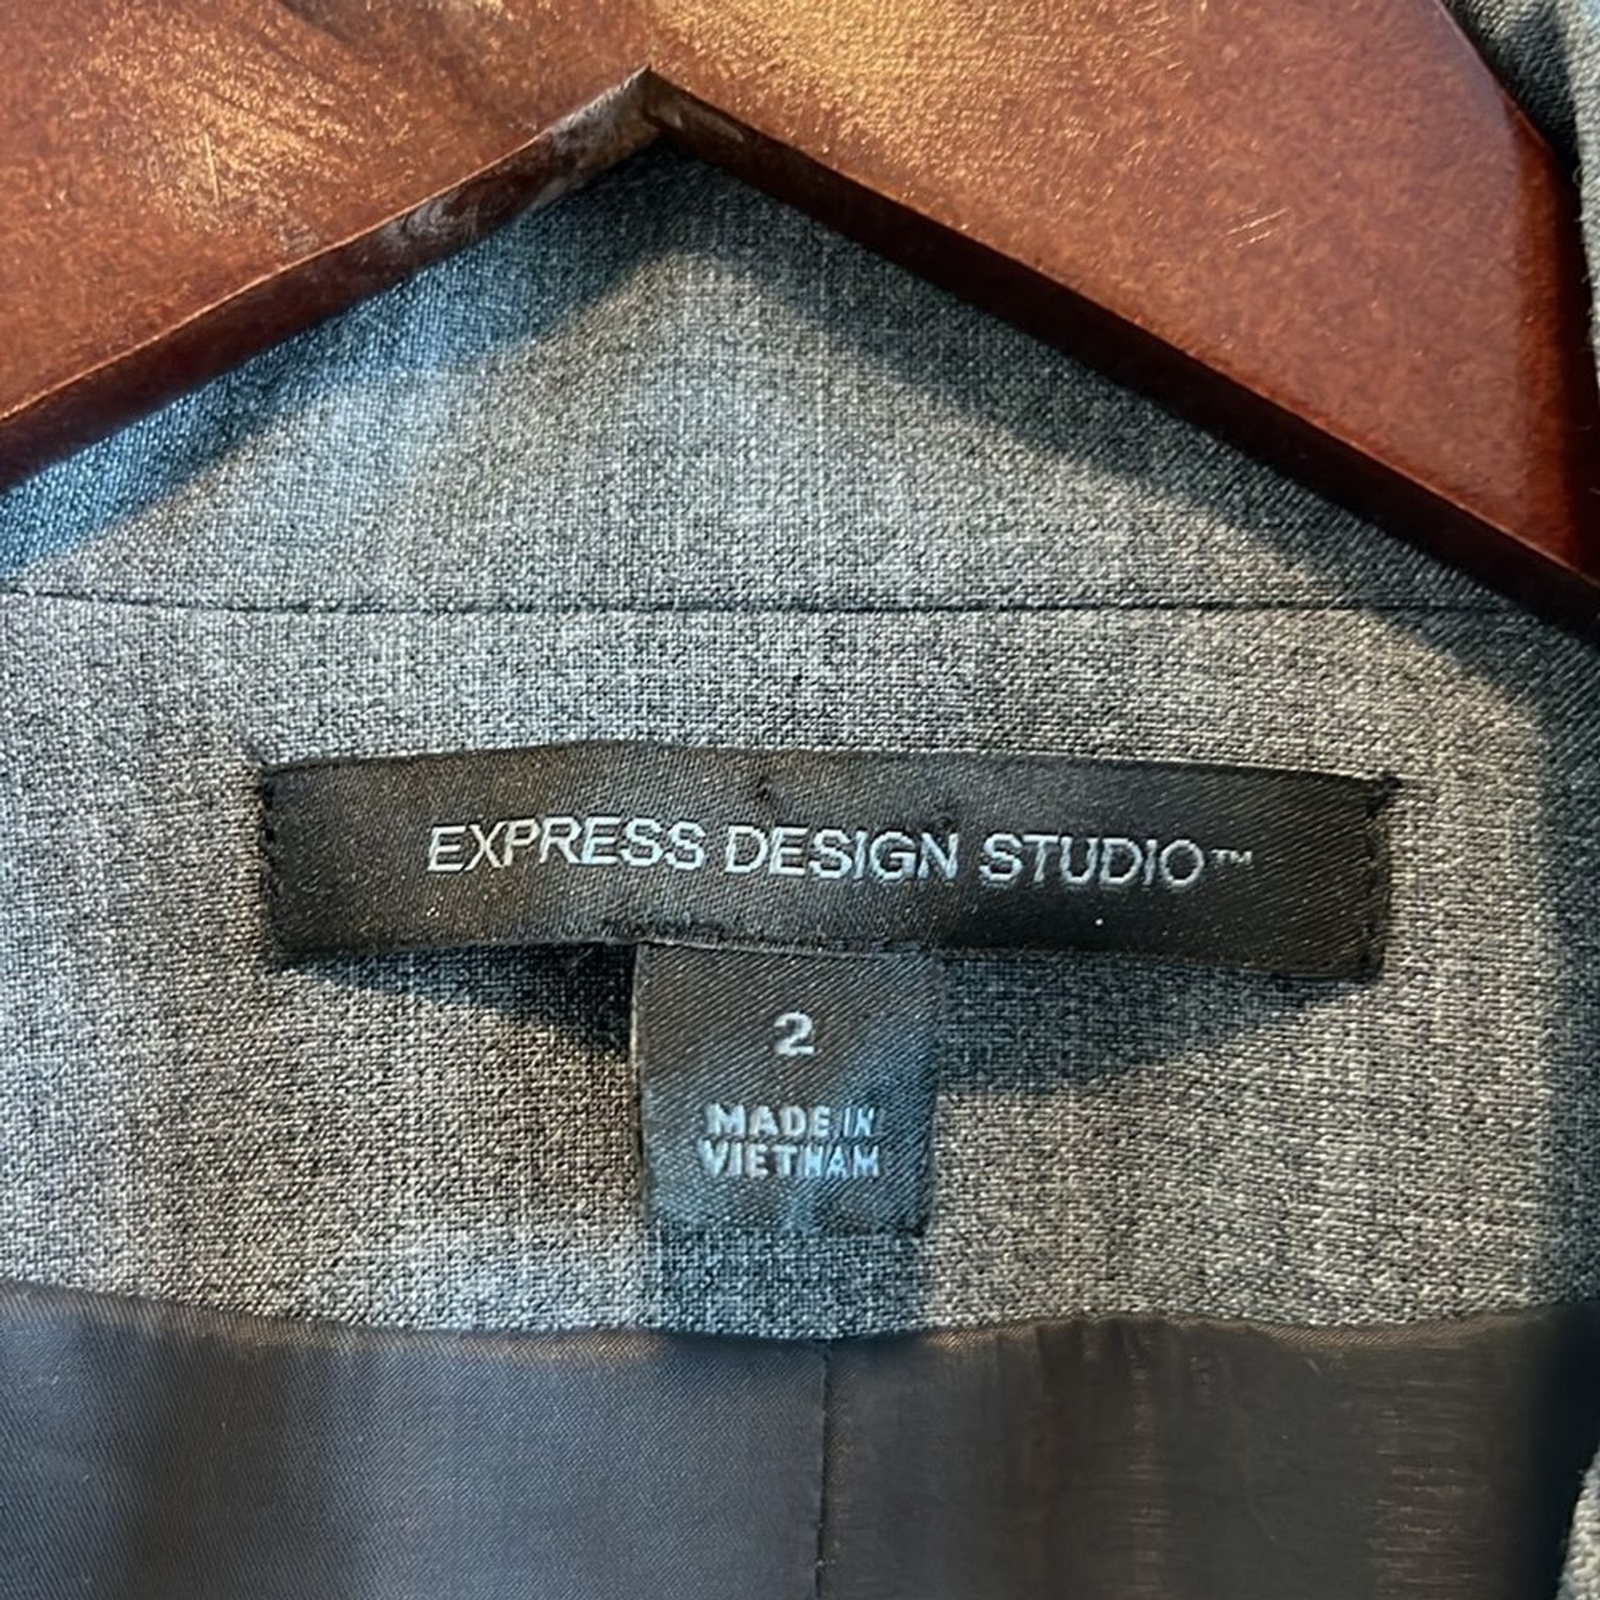 EXPRESS DESIGN STUDIO™
2
MADE IN
VIETNAM